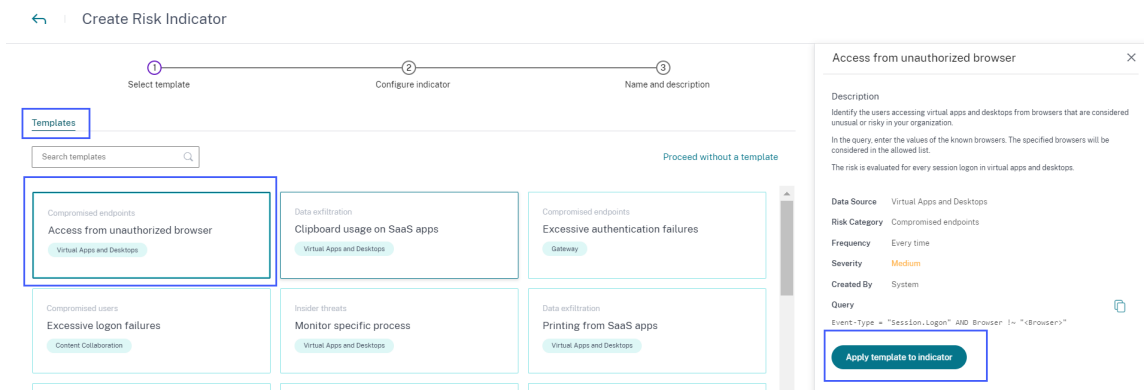 Create Risk Indicator
1
2
3
Select template
Configure indicator
Name and description
Templates
Search templates
Proceed without a template
Compromised endpoints
Access from unauthorized browser
Virtual Apps and Desktops
Data exfiltration
Clipboard usage on SaaS apps
Virtual Apps and Desktops
Compromised endpoints
Excessive authentication failures
Gateway
Compromised users
Excessive logon failures
Content Collaboration
Insider threats
Monitor specific process
Virtual Apps and Desktops
Data exfiltration
Printing from SaaS apps
Virtual Apps and Desktops
Access from unauthorized browser
Description
Identify the users accessing virtual apps and desktops from browsers that are considered
unusual or risky in your organization.
In the query, enter the values of the known browsers. The specified browsers will be
considered in the allowed list.
The risk is evaluated for every session logon in virtual apps and desktops.
Data Source Virtual Apps and Desktops
Risk Category Compromised endpoints
Frequency Every time
Severity Medium
Created By System
Query
Event-Type = "Session.Logon" AND Browser !~ "<Browser>"
Apply template to indicator